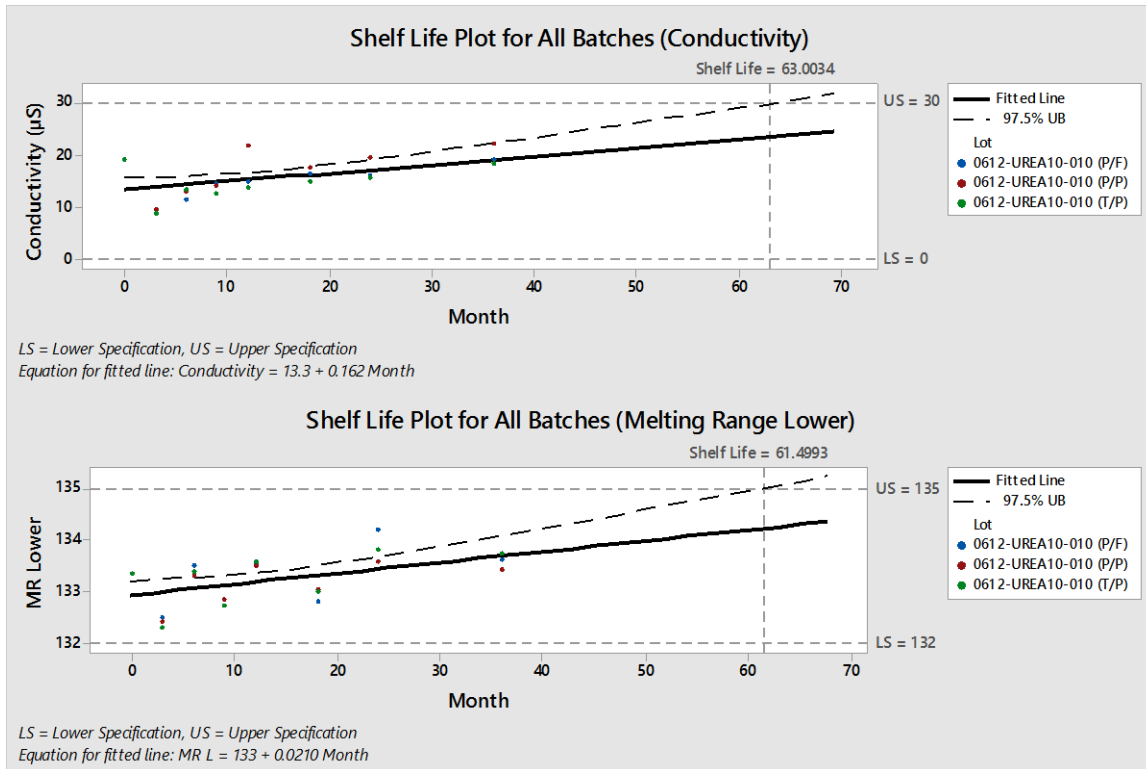 Shelf Life Plot for All Batches (Conductivity)
Shelf Life = 63.0034
30
20
10
0
Conductivity (µS)
US = 30
LS = 0
0 10 20 30 40 50 60 70
Month
Fitted Line
97.5% UB
Lot
0612-UREA10-010 (P/F)
0612-UREA10-010 (P/P)
0612-UREA10-010 (T/P)
LS = Lower Specification, US = Upper Specification
Equation for fitted line: Conductivity = 13.3 + 0.162 Month
Shelf Life Plot for All Batches (Melting Range Lower)
Shelf Life = 61.4993
135
134
133
132
MR Lower
US = 135
LS = 132
0 10 20 30 40 50 60 70
Month
Fitted Line
97.5% UB
Lot
0612-UREA10-010 (P/F)
0612-UREA10-010 (P/P)
0612-UREA10-010 (T/P)
LS = Lower Specification, US = Upper Specification
Equation for fitted line: MR L = 133 + 0.0210 Month